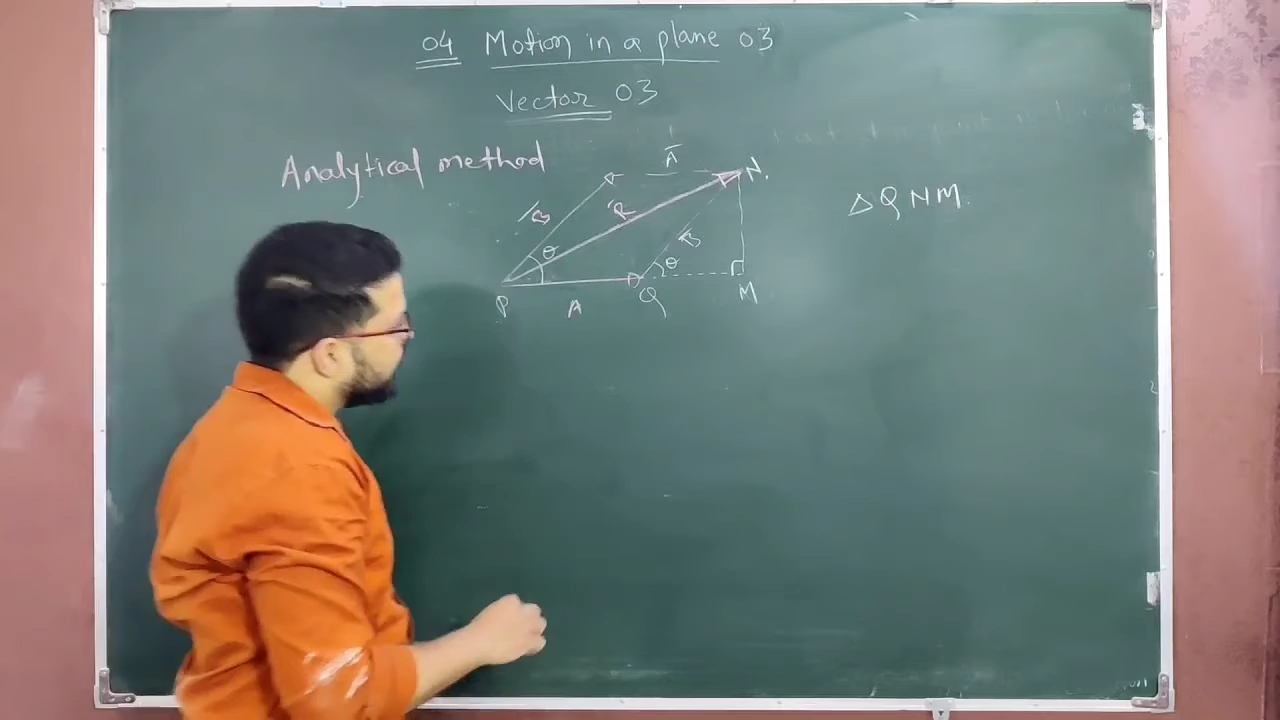 04 Motion in a plane 03
Vector 03
Analytical method
A
N.
B
R
θ
B
θ
△QNM.
P
A
Q
M